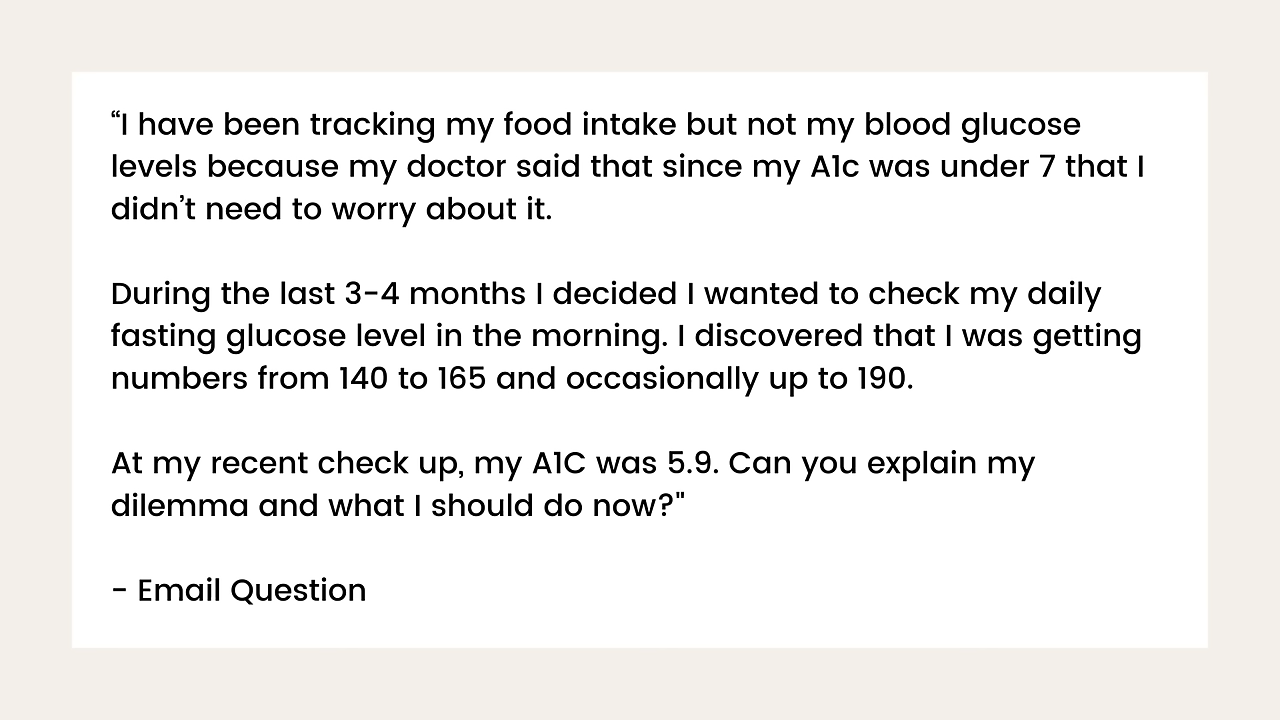 “I have been tracking my food intake but not my blood glucose
levels because my doctor said that since my A1c was under 7 that I
didn’t need to worry about it.
During the last 3-4 months I decided I wanted to check my daily
fasting glucose level in the morning. I discovered that I was getting
numbers from 140 to 165 and occasionally up to 190.
At my recent check up, my A1C was 5.9. Can you explain my
dilemma and what I should do now?"
- Email Question